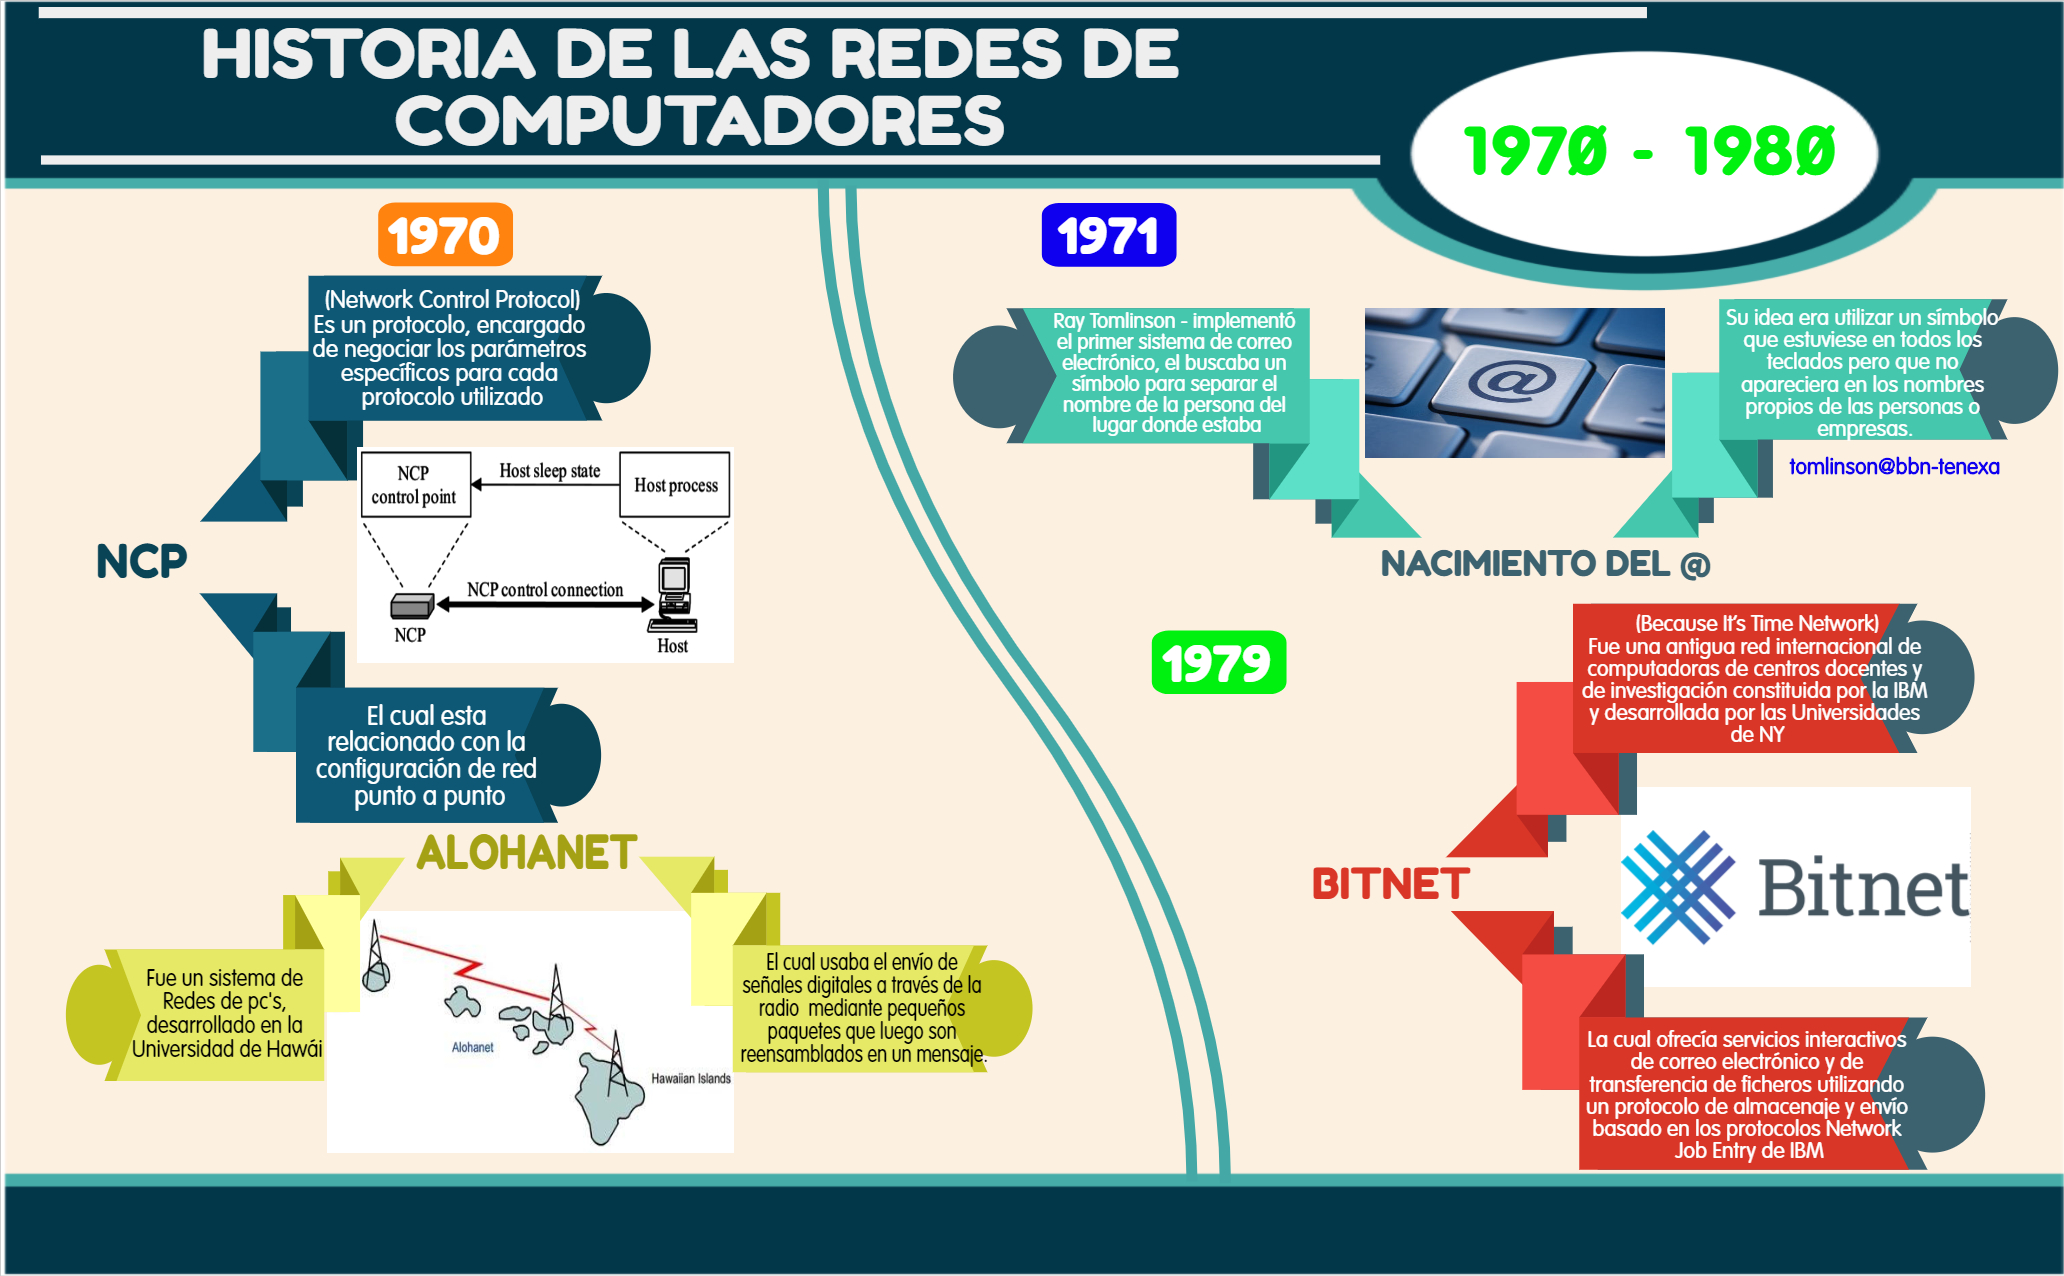 HISTORIA DE LAS REDES DE
COMPUTADORES
1970 - 1980
1970
(Network Control Protocol)
Es un protocolo, encargado
de negociar los parámetros
específicos para cada
protocolo utilizado
NCP
control point
Host sleep state
Host process
NCP control connection
NCP
Host
NCP
El cual esta
relacionado con la
configuración de red
punto a punto
ALOHANET
Fue un sistema de
Redes de pc's,
desarrollado en la
Universidad de Hawái
Alohanet
Hawaiian Islands
El cual usaba el envío de
señales digitales a través de la
radio mediante pequeños
paquetes que luego son
reensamblados en un mensaje.
1971
Ray Tomlinson - implementó
el primer sistema de correo
electrónico, el buscaba un
símbolo para separar el
nombre de la persona del
lugar donde estaba
@
Su idea era utilizar un símbolo
que estuviese en todos los
teclados pero que no
apareciera en los nombres
propios de las personas o
empresas.
tomlinson@bbn-tenexa
NACIMIENTO DEL @
1979
(Because It's Time Network)
Fue una antigua red internacional de
computadoras de centros docentes y
de investigación constituida por la IBM
y desarrollada por las Universidades
de NY
BITNET
Bitnet
La cual ofrecía servicios interactivos
de correo electrónico y de
transferencia de ficheros utilizando
un protocolo de almacenaje y envío
basado en los protocolos Network
Job Entry de IBM